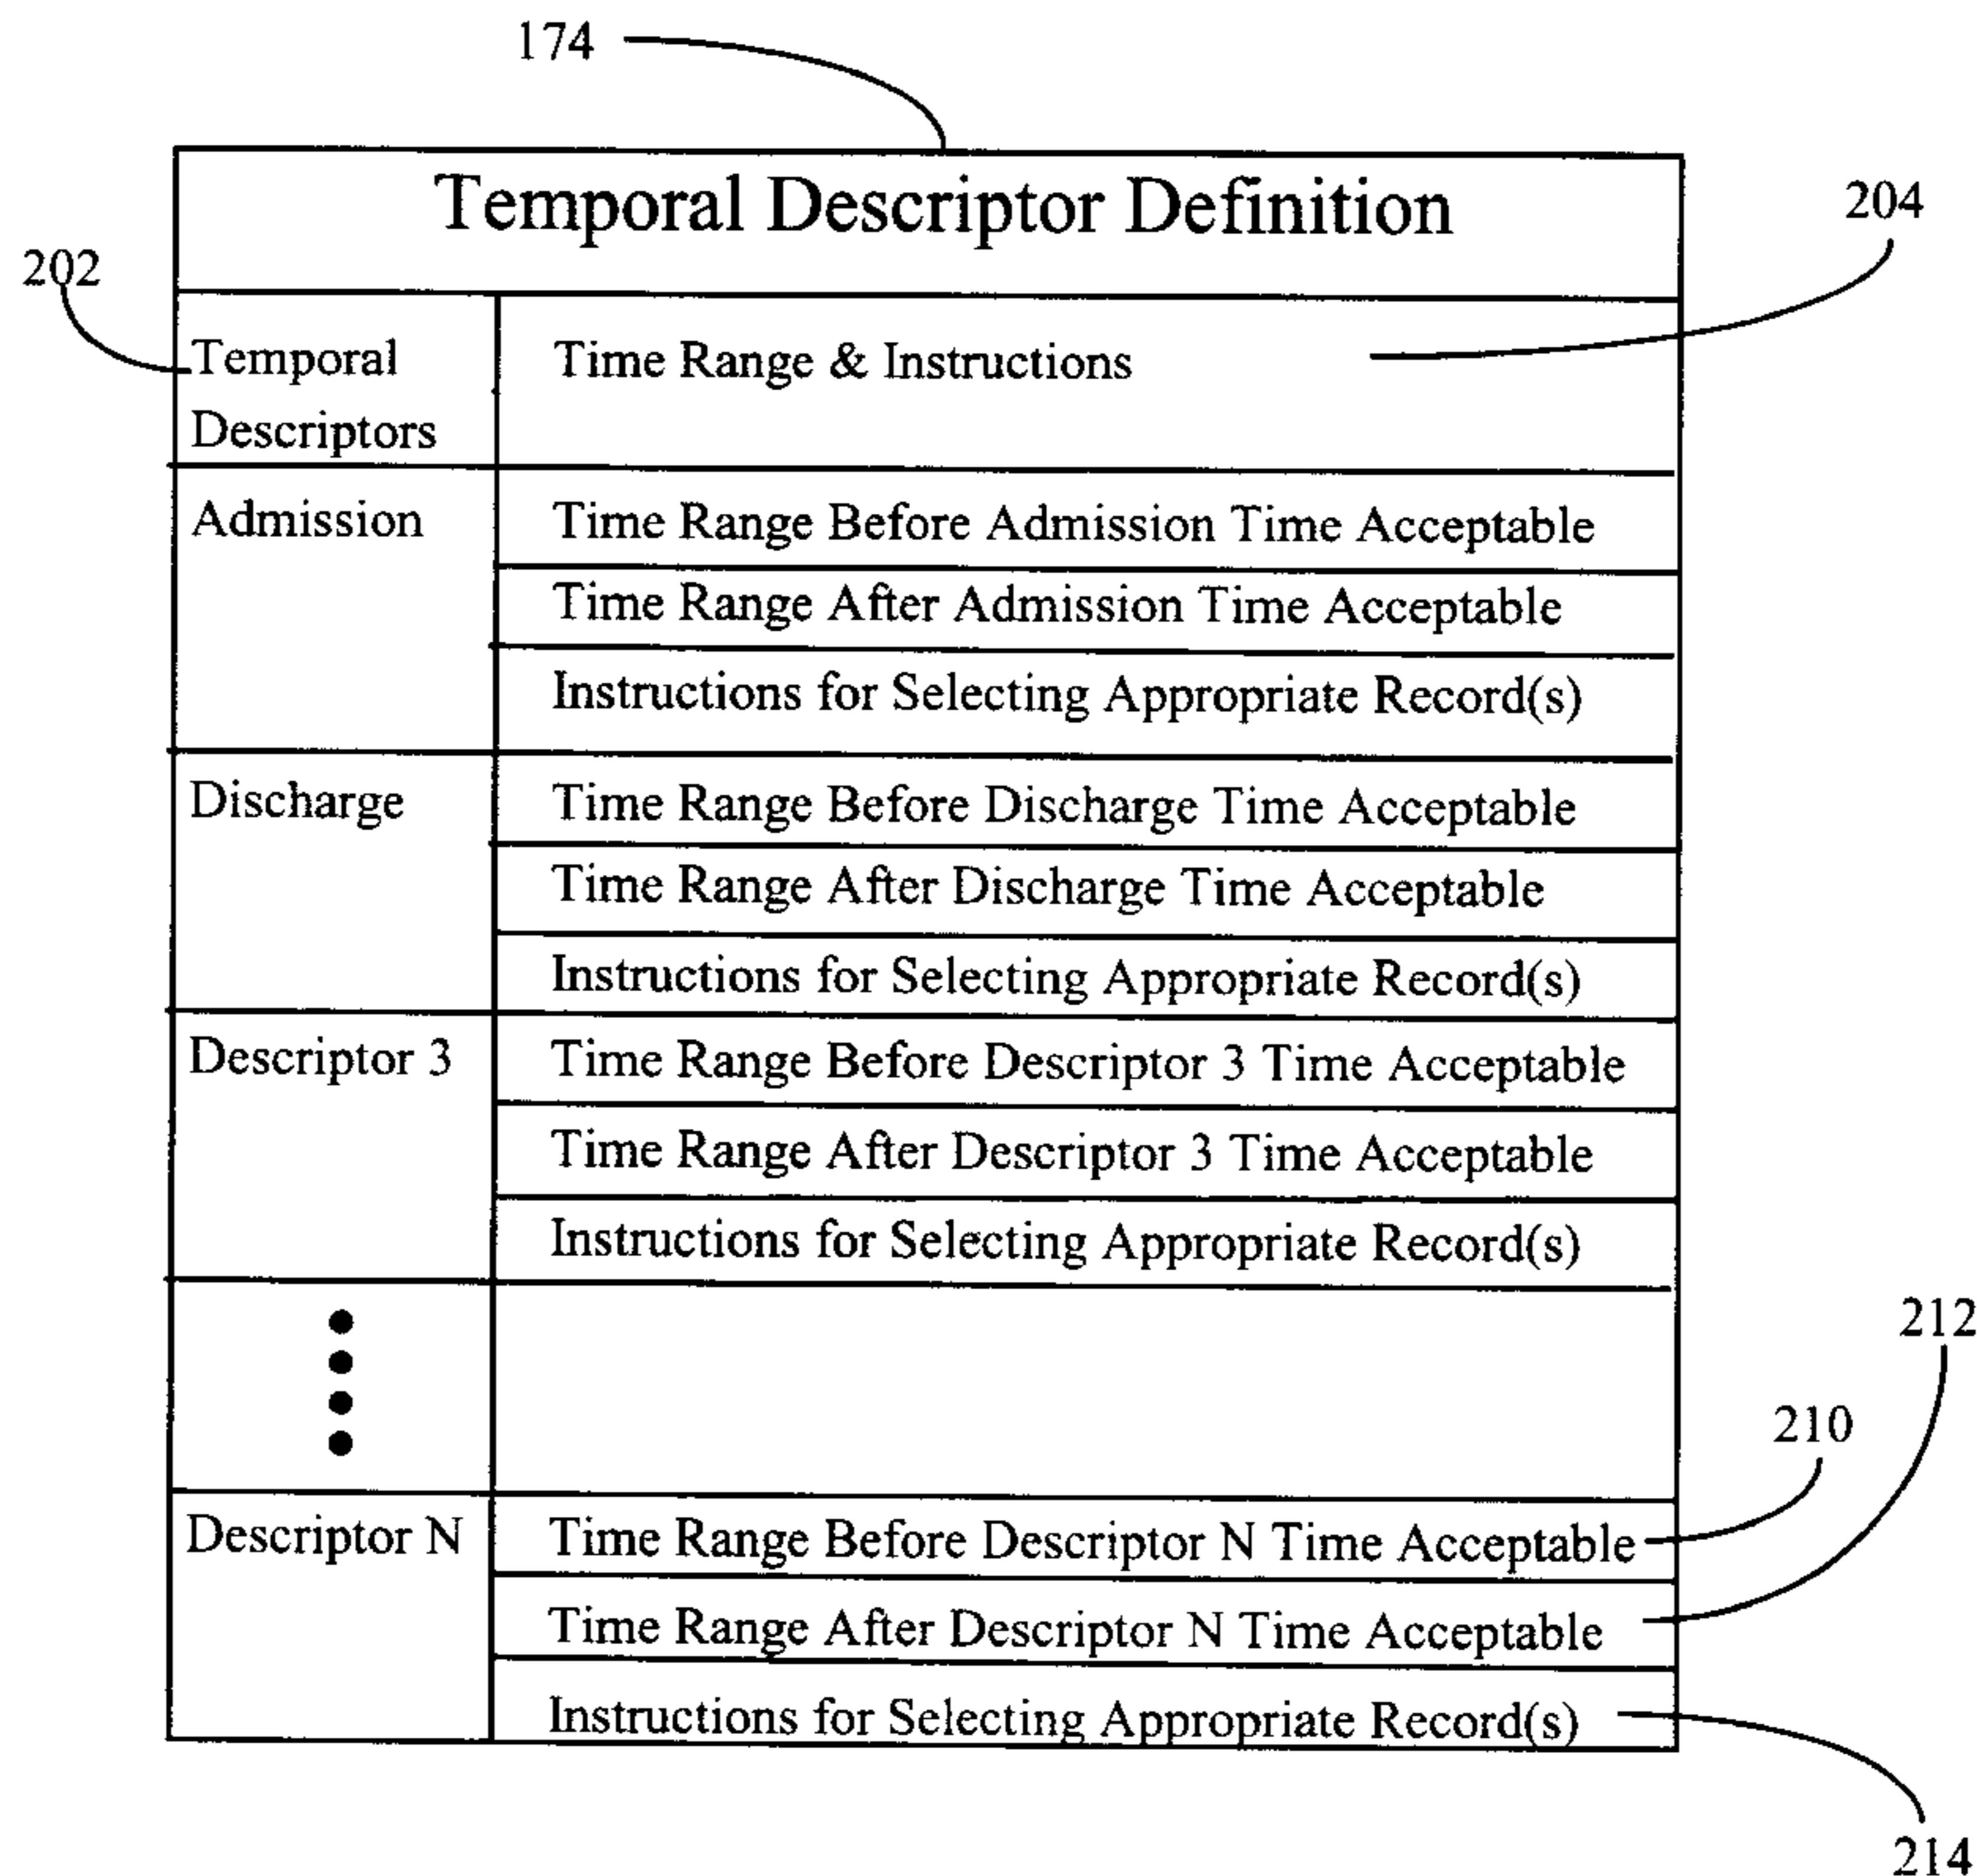 174
Temporal Descriptor Definition
204
202
Temporal
Descriptors
Time Range & Instructions
Admission
Time Range Before Admission Time Acceptable
Time Range After Admission Time Acceptable
Instructions for Selecting Appropriate Record(s)
Discharge
Time Range Before Discharge Time Acceptable
Time Range After Discharge Time Acceptable
Instructions for Selecting Appropriate Record(s)
Descriptor 3
Time Range Before Descriptor 3 Time Acceptable
Time Range After Descriptor 3 Time Acceptable
Instructions for Selecting Appropriate Record(s)
212
210
Descriptor N
Time Range Before Descriptor N Time Acceptable
Time Range After Descriptor N Time Acceptable
Instructions for Selecting Appropriate Record(s)
214